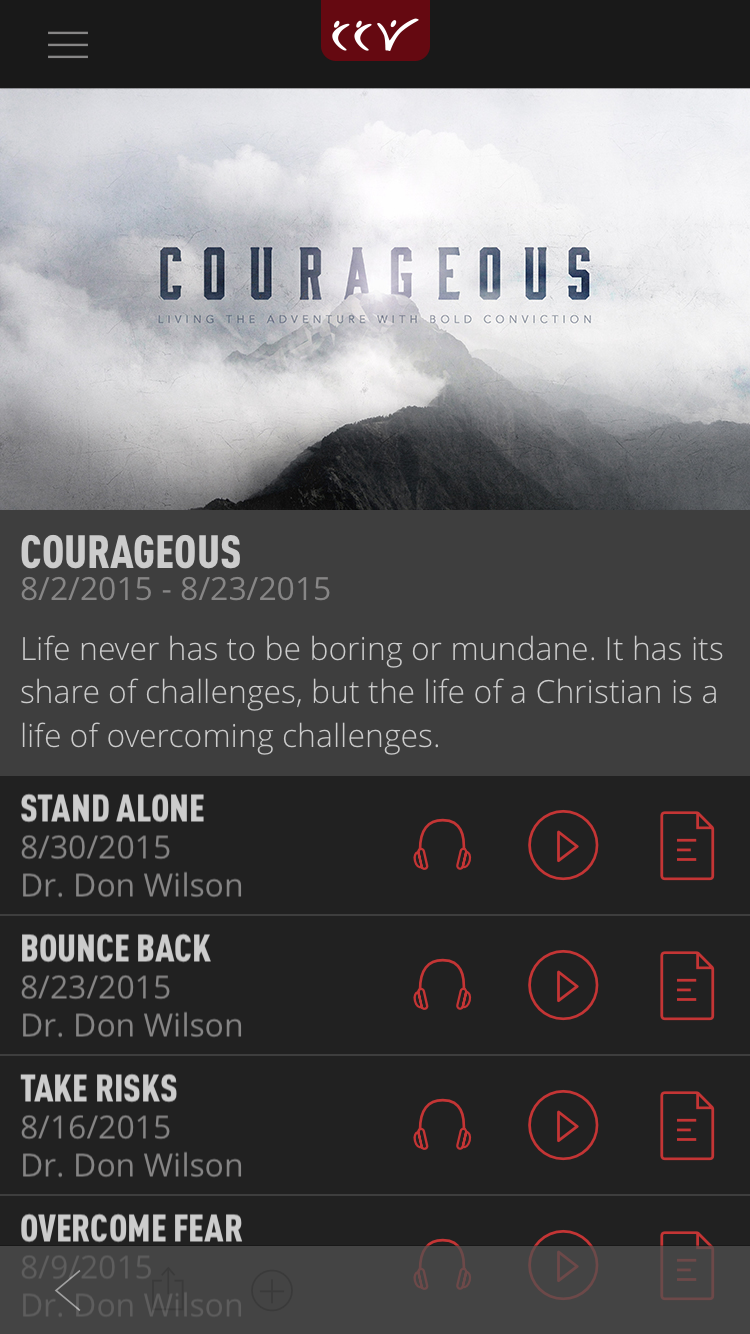 CCV
COURAGEOUS
LIVING THE ADVENTURE WITH BOLD CONVICTION
COURAGEOUS
8/2/2015 - 8/23/2015
Life never has to be boring or mundane. It has its
share of challenges, but the life of a Christian is a
life of overcoming challenges.
STAND ALONE
8/30/2015
Dr. Don Wilson
BOUNCE BACK
8/23/2015
Dr. Don Wilson
TAKE RISKS
8/16/2015
Dr. Don Wilson
OVERCOME FEAR
8/9/2015
Dr. Don Wilson